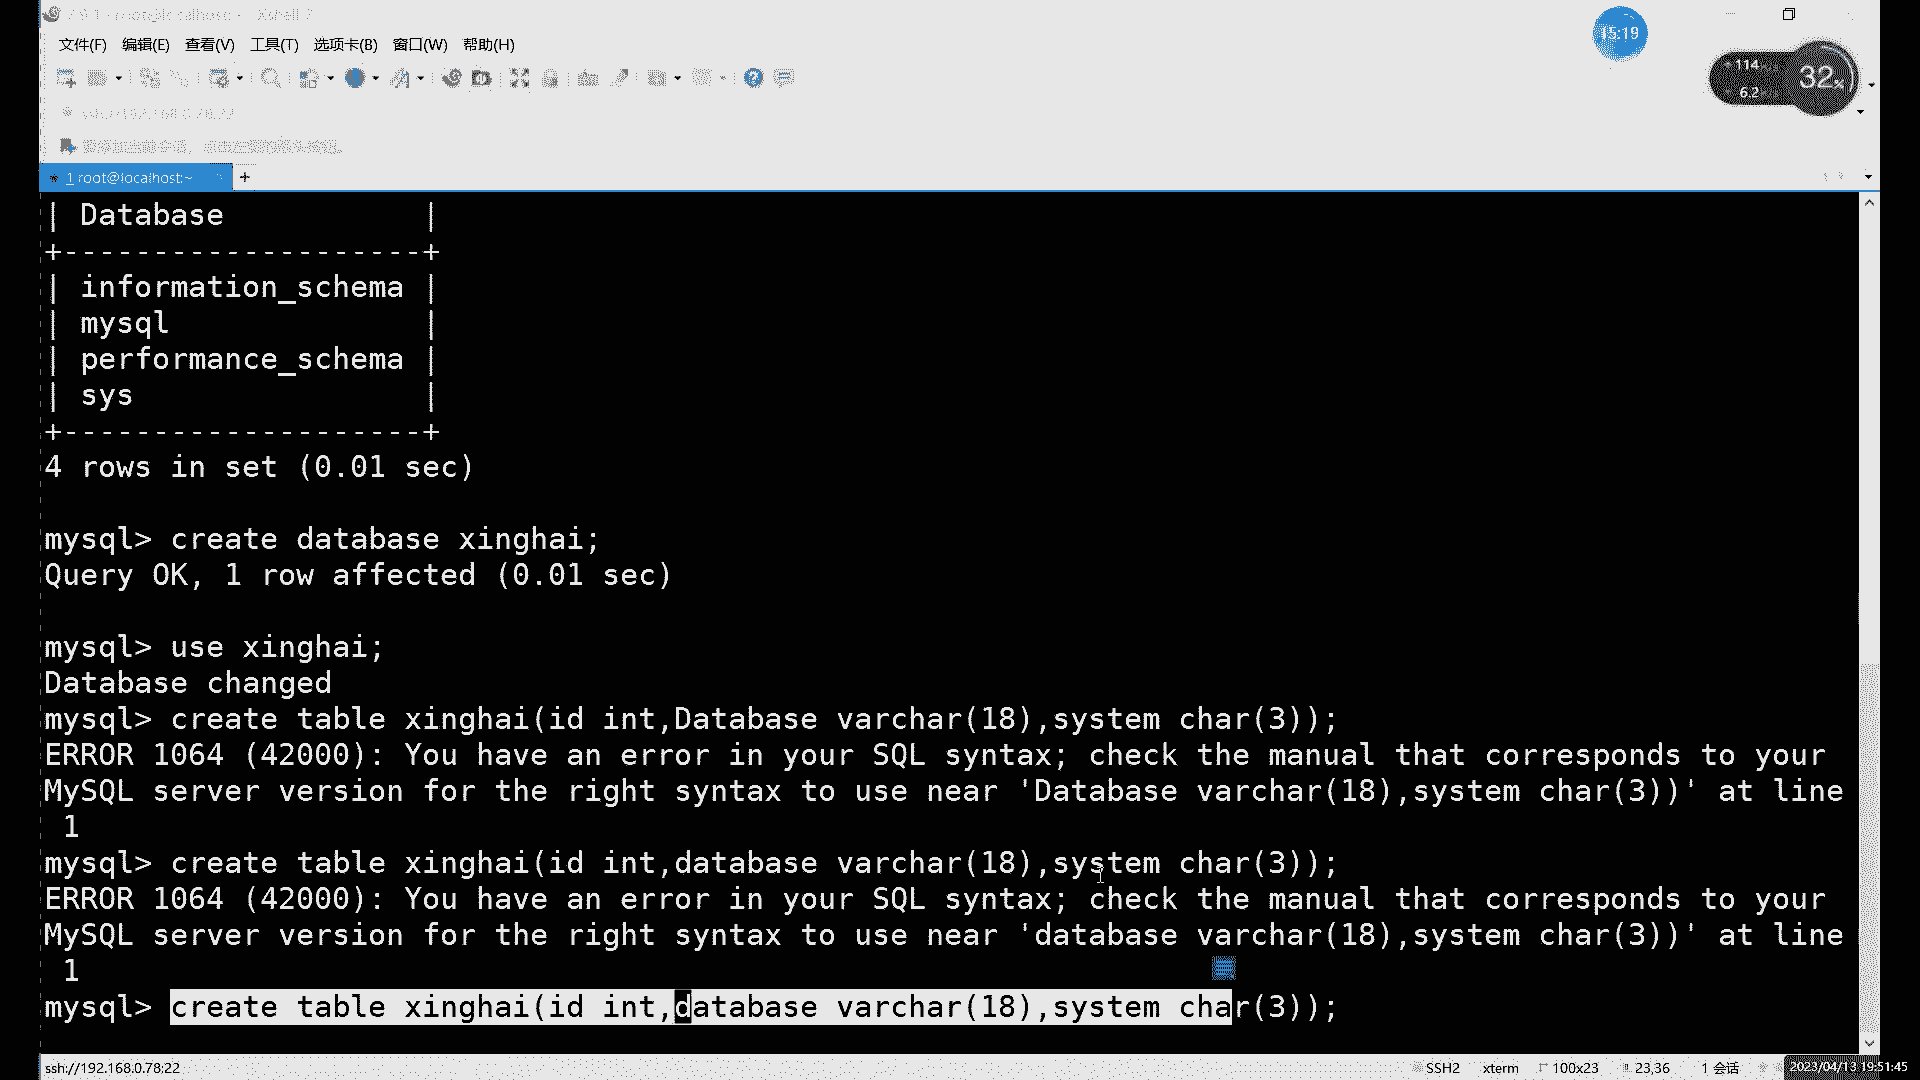 文件(F) 编辑(E) 查看(V) 工具(T) 选项卡(B) 窗口(W) 帮助(H)
15:19
114
6.2
32%
1 root@localhost:~
+
| Database           |
+--------------------+
| information_schema |
| mysql              |
| performance_schema |
| sys                |
+--------------------+
4 rows in set (0.01 sec)
mysql> create database xinghai;
Query OK, 1 row affected (0.01 sec)
mysql> use xinghai;
Database changed
mysql> create table xinghai(id int,Database varchar(18),system char(3));
ERROR 1064 (42000): You have an error in your SQL syntax; check the manual that corresponds to your
MySQL server version for the right syntax to use near 'Database varchar(18),system char(3))' at line
 1
mysql> create table xinghai(id int,database varchar(18),system char(3));
ERROR 1064 (42000): You have an error in your SQL syntax; check the manual that corresponds to your
MySQL server version for the right syntax to use near 'database varchar(18),system char(3))' at line
 1
mysql> create table xinghai(id int,database varchar(18),system char(3));
ssh://192.168.0.78:22 SSH2 xterm 100x23 23,36 1 会话 2023/04/13 19:51:45